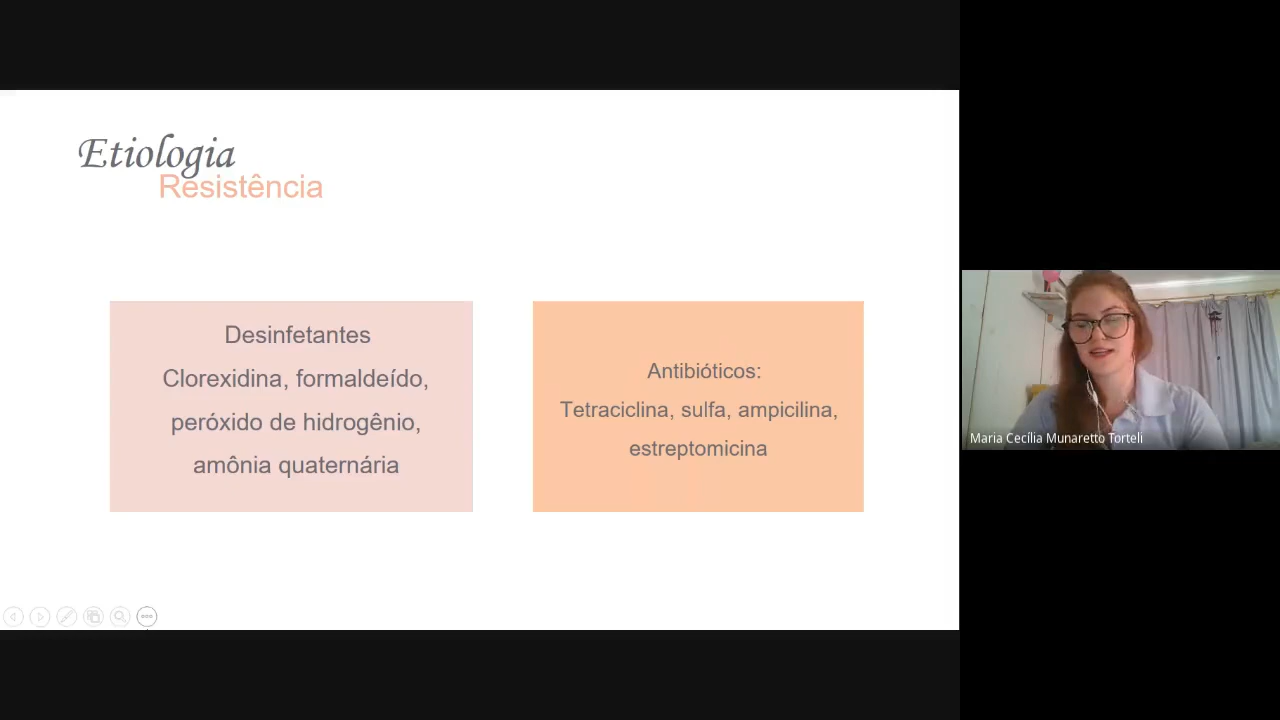 Etiologia
Resistência
Desinfetantes
Clorexidina, formaldeído,
peróxido de hidrogênio,
amônia quaternária
Antibióticos:
Tetraciclina, sulfa, ampicilina,
estreptomicina
Maria Cecília Munaretto Torteli